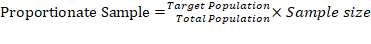 Proportionate Sample = Target Population / Total Population × Sample size